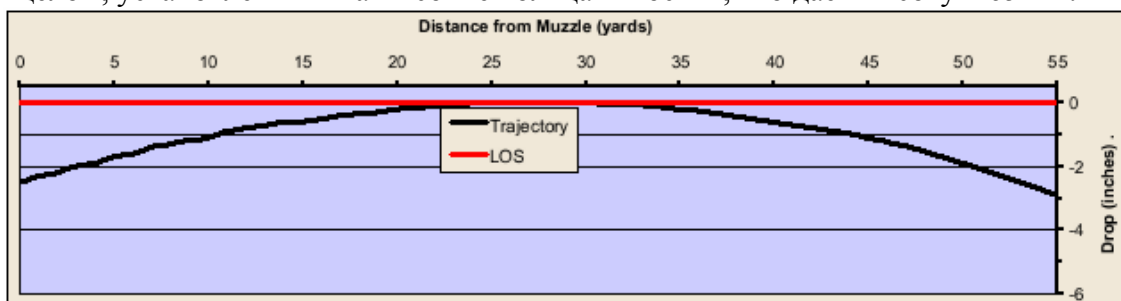 Distance from Muzzle (yards)
0 5 10 15 20 25 30 35 40 45 50 55
0
-2
-4
-6
Drop (inches) .
Trajectory
LOS